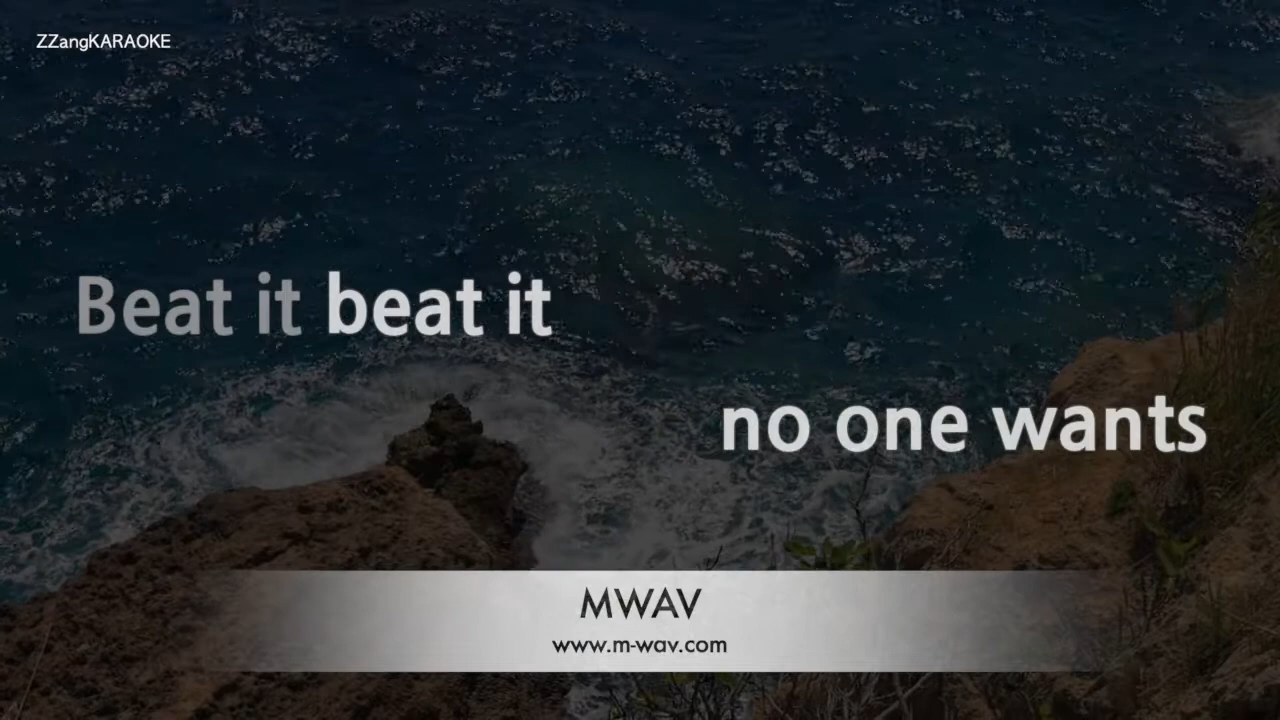 ZZangKARAOKE
Beat it beat it
no one wants
MWAV
www.m-wav.com